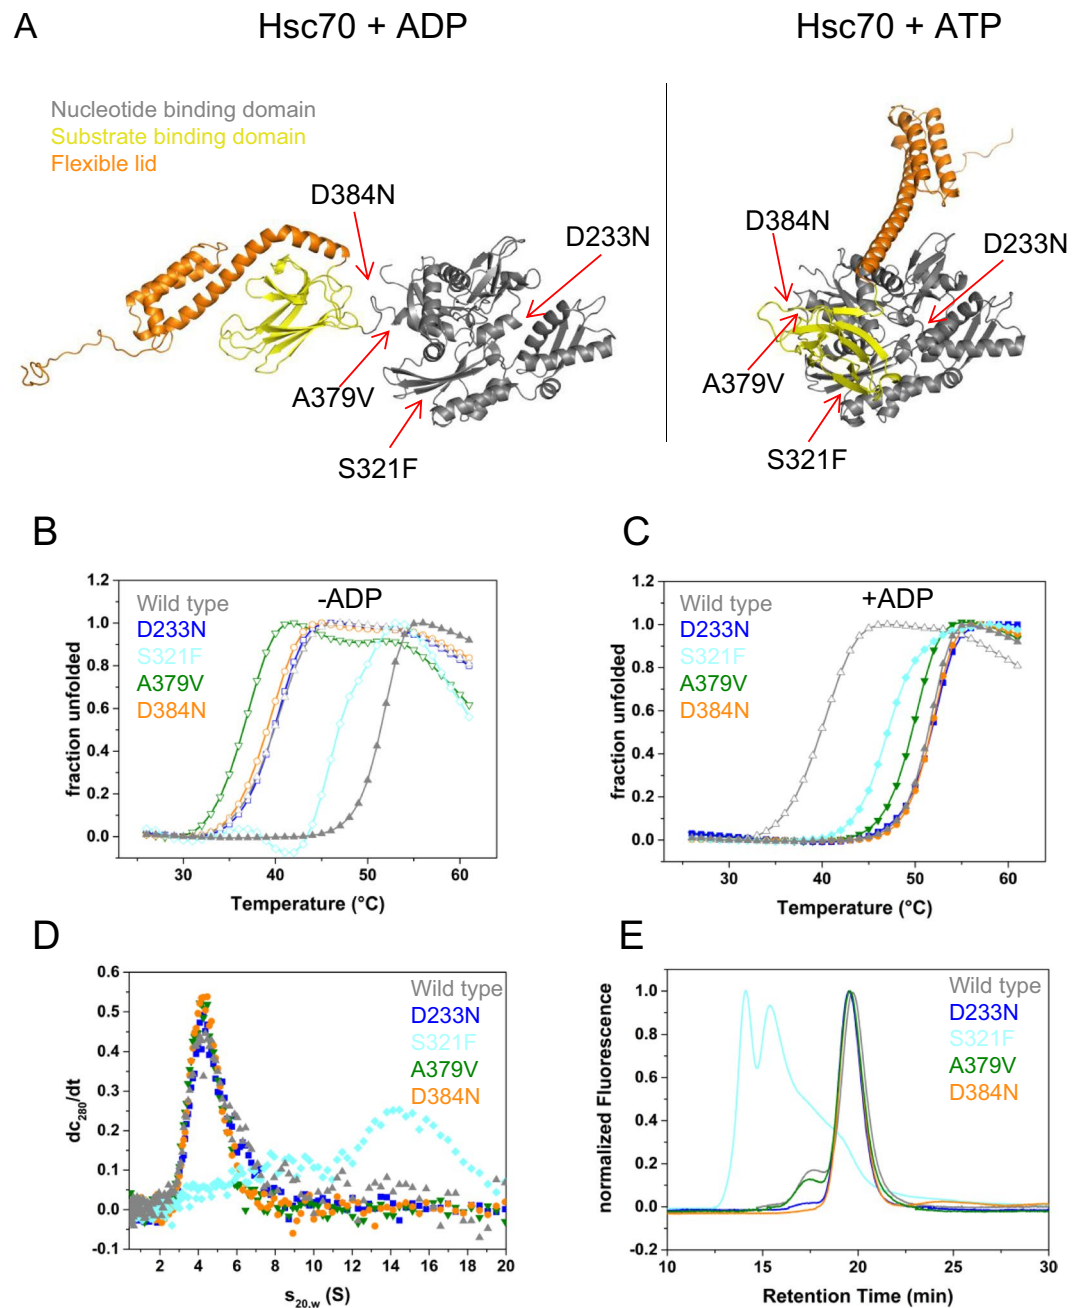 A
Hsc70 + ADP
Hsc70 + ATP
Nucleotide binding domain
Substrate binding domain
Flexible lid
D384N
D233N
A379V
S321F
D384N
D233N
A379V
S321F
B
-ADP
Wild type
D233N
S321F
A379V
D384N
fraction unfolded
1.2
1.0
0.8
0.6
0.4
0.2
0.0
30
40
50
60
Temperature (°C)
C
+ADP
Wild type
D233N
S321F
A379V
D384N
fraction unfolded
1.2
1.0
0.8
0.6
0.4
0.2
0.0
30
40
50
60
Temperature (°C)
D
Wild type
D233N
S321F
A379V
D384N
dc280/dt
0.6
0.5
0.4
0.3
0.2
0.1
0.0
-0.1
2
4
6
8
10
12
14
16
18
20
s20,w (S)
E
Wild type
D233N
S321F
A379V
D384N
normalized Fluorescence
1.0
0.8
0.6
0.4
0.2
0.0
-0.2
10
15
20
25
30
Retention Time (min)